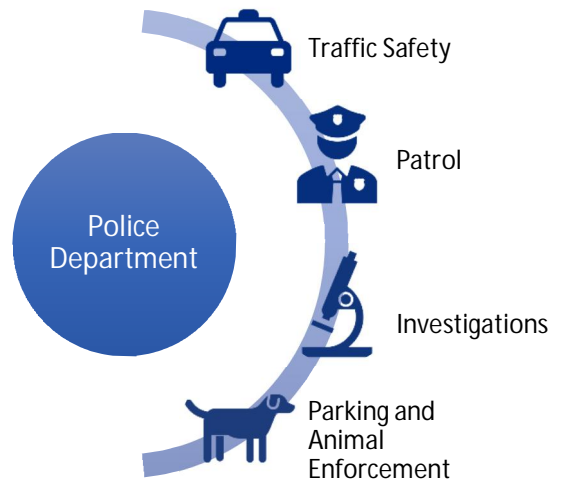 Traffic Safety
Patrol
Police
Department
Investigations
Parking and
Animal
Enforcement